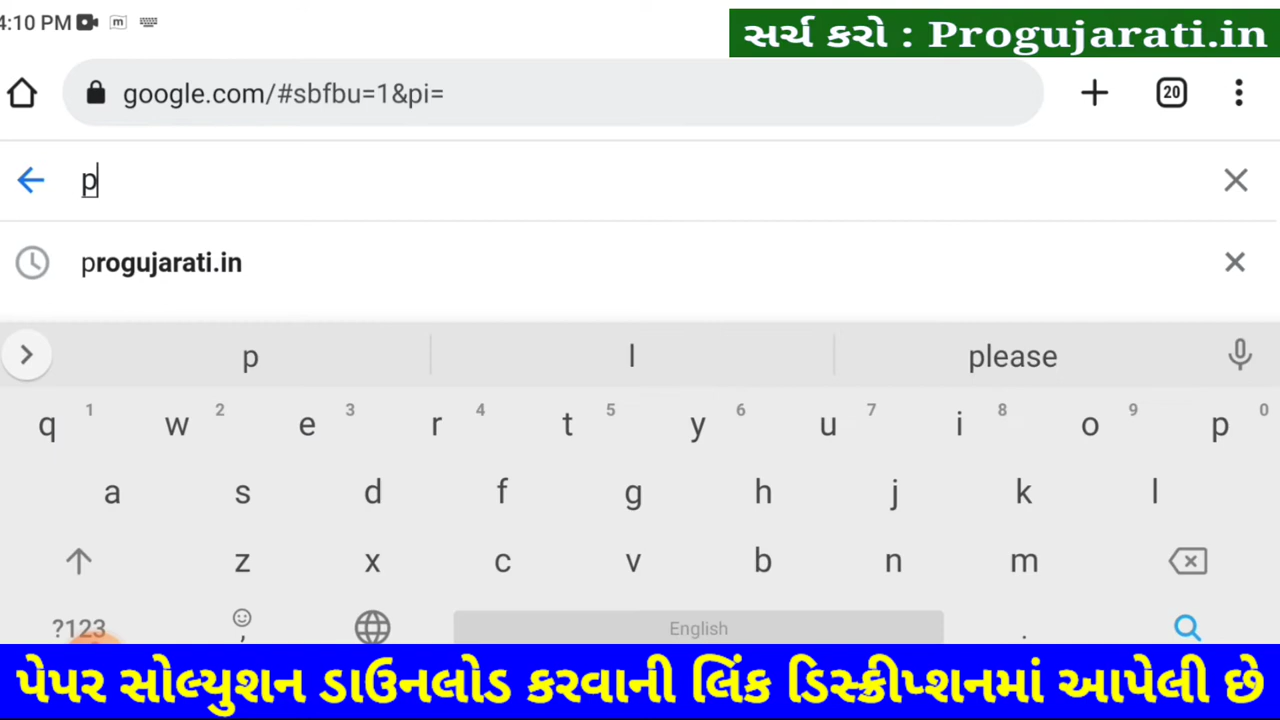 4:10 PM
સર્ચ કરો : Progujarati.in
google.com/#sbfbu=1&pi=
20
p
progujarati.in
p l please
q 1 w 2 e 3 r 4 t 5 y 6 u 7 i 8 o 9 p 0
a s d f g h j k l
z x c v b n m
?123 , English .
પેપર સોલ્યુશન ડાઉનલોડ કરવાની લિંક ડિસ્ક્રીપ્શનમાં આપેલી છે